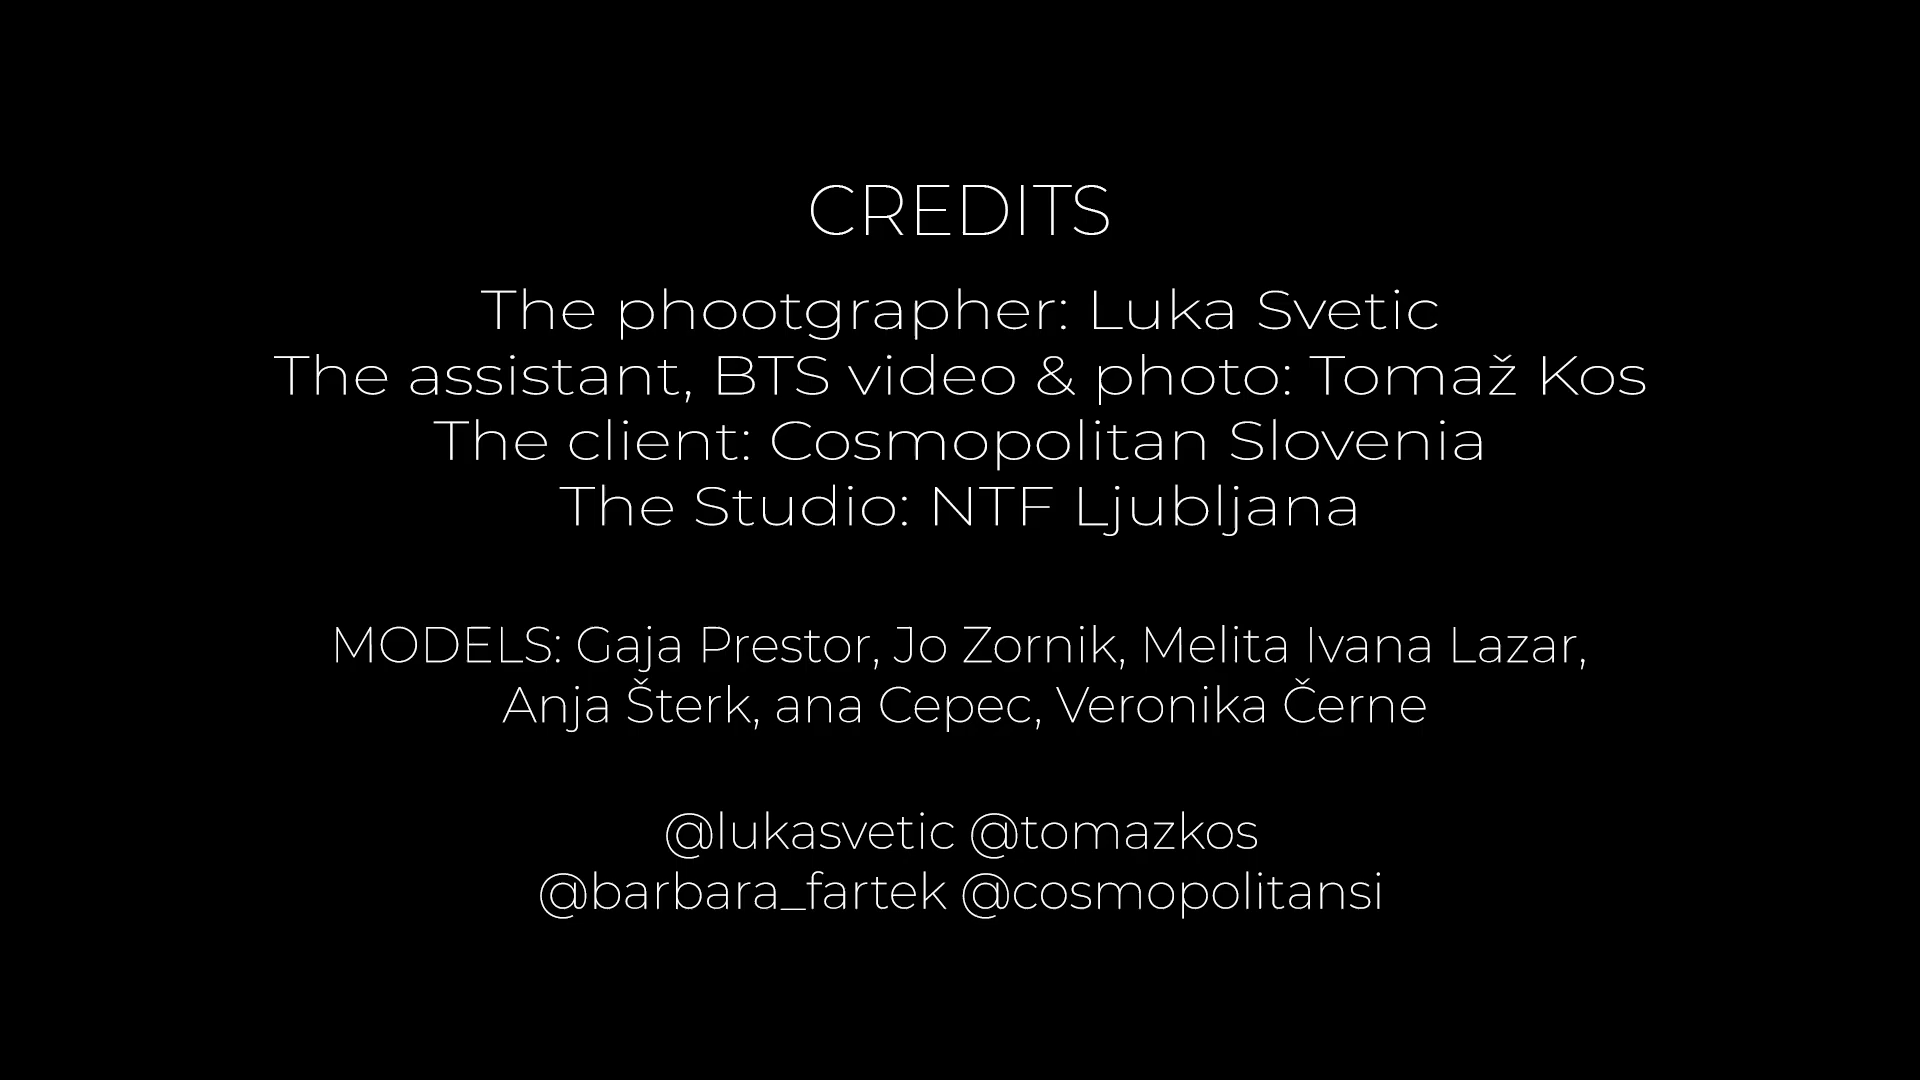 CREDITS
The phootgrapher: Luka Svetic
The assistant, BTS video & photo: Tomaž Kos
The client: Cosmopolitan Slovenia
The Studio: NTF Ljubljana
MODELS: Gaja Prestor, Jo Zornik, Melita Ivana Lazar,
Anja Šterk, ana Cepec, Veronika Černe
@lukasvetic @tomazkos
@barbara_fartek @cosmopolitansi